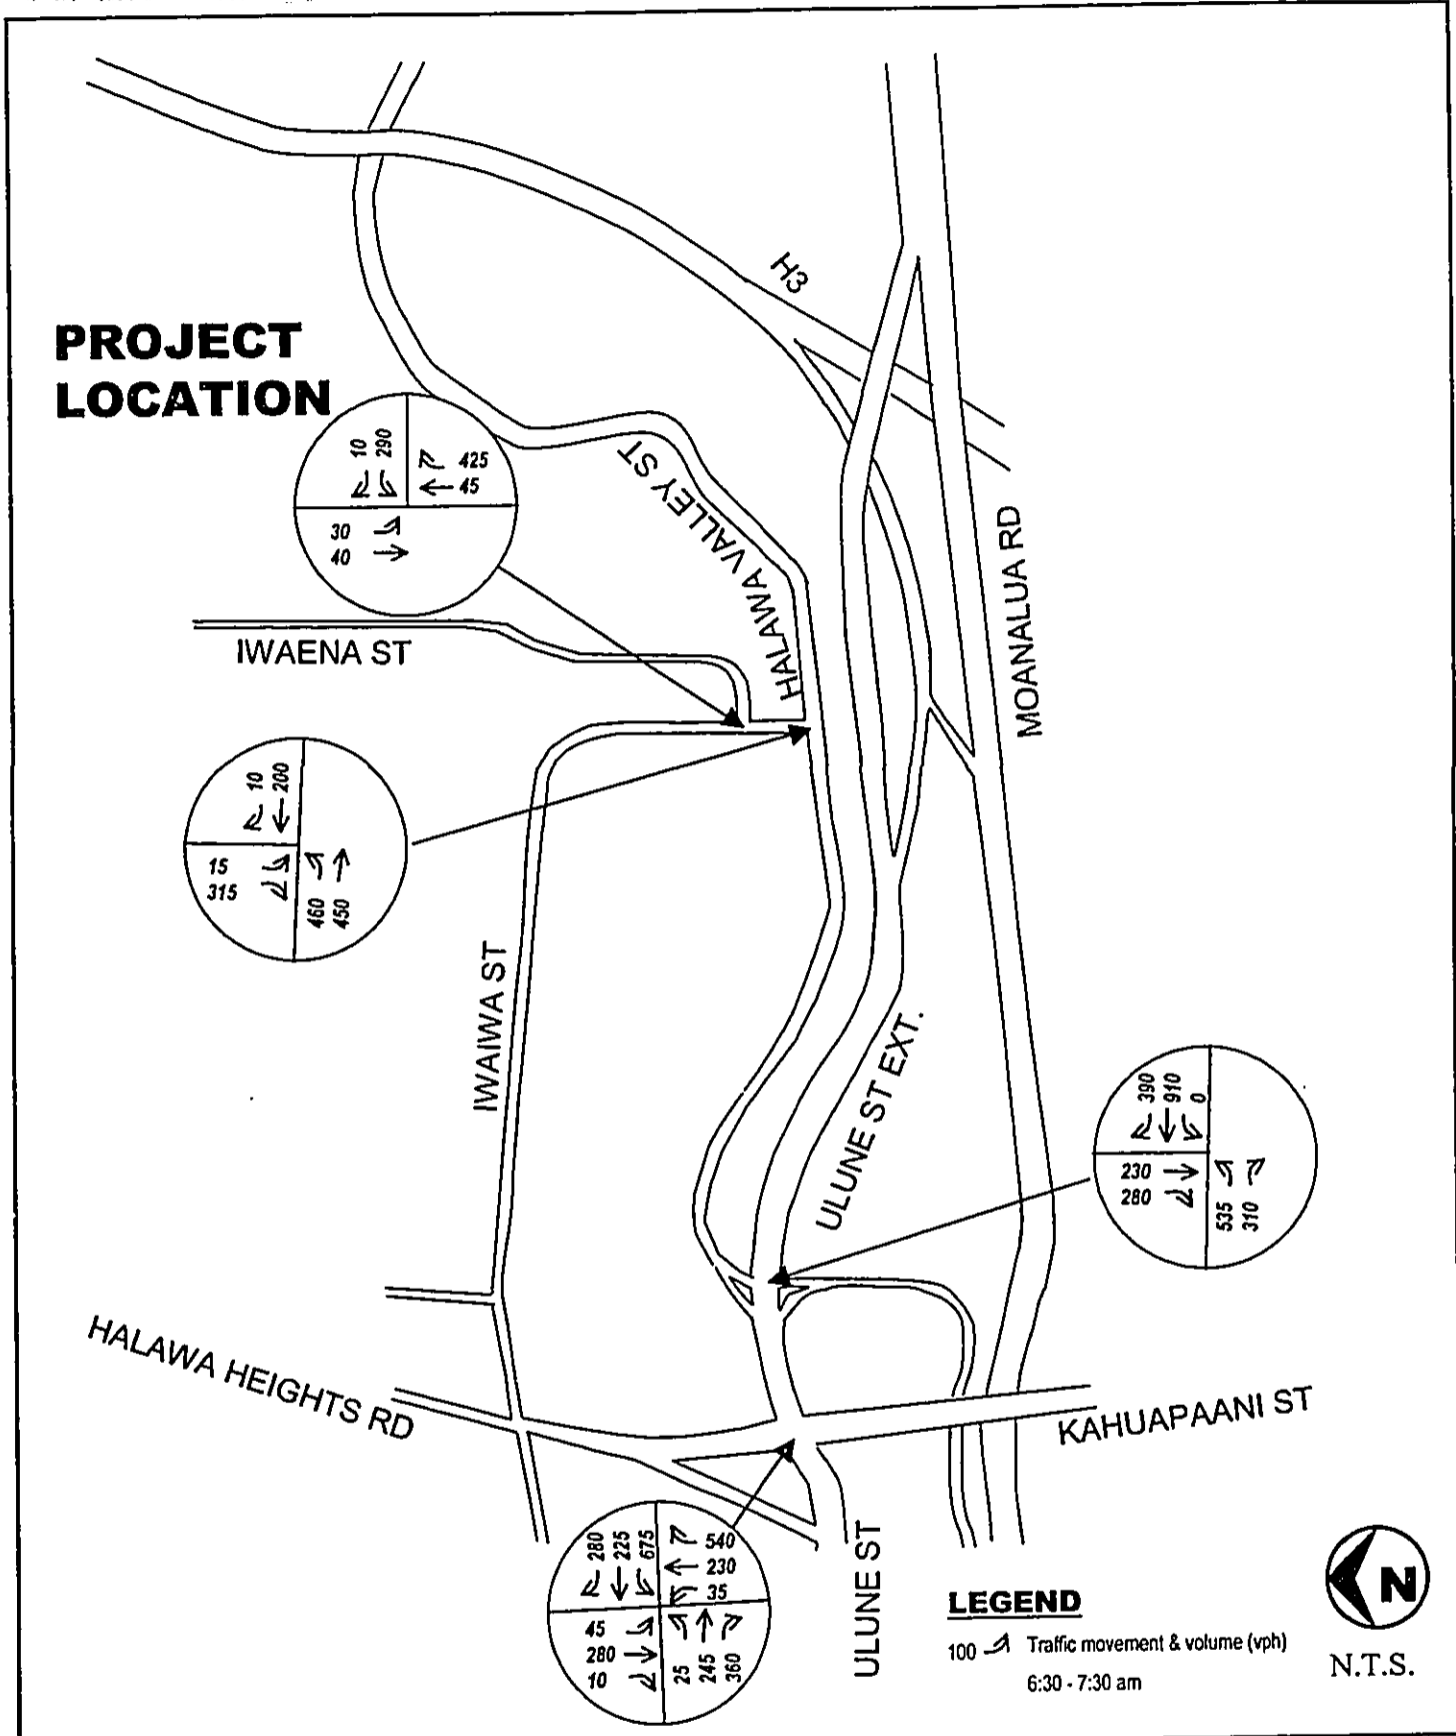 H3
PROJECT
LOCATION
10
290
425
45
30
40
HALAWA VALLEY ST
MOANALUA RD
IWAENA ST
10
200
15
315
460
450
IWAIWA ST
ULUNE ST EXT.
390
910
0
230
280
535
310
HALAWA HEIGHTS RD
KAHUAPAANI ST
280
225
675
540
230
35
45
280
10
25
245
360
ULUNE ST
LEGEND
100 Traffic movement & volume (vph)
6:30 - 7:30 am
N
N.T.S.